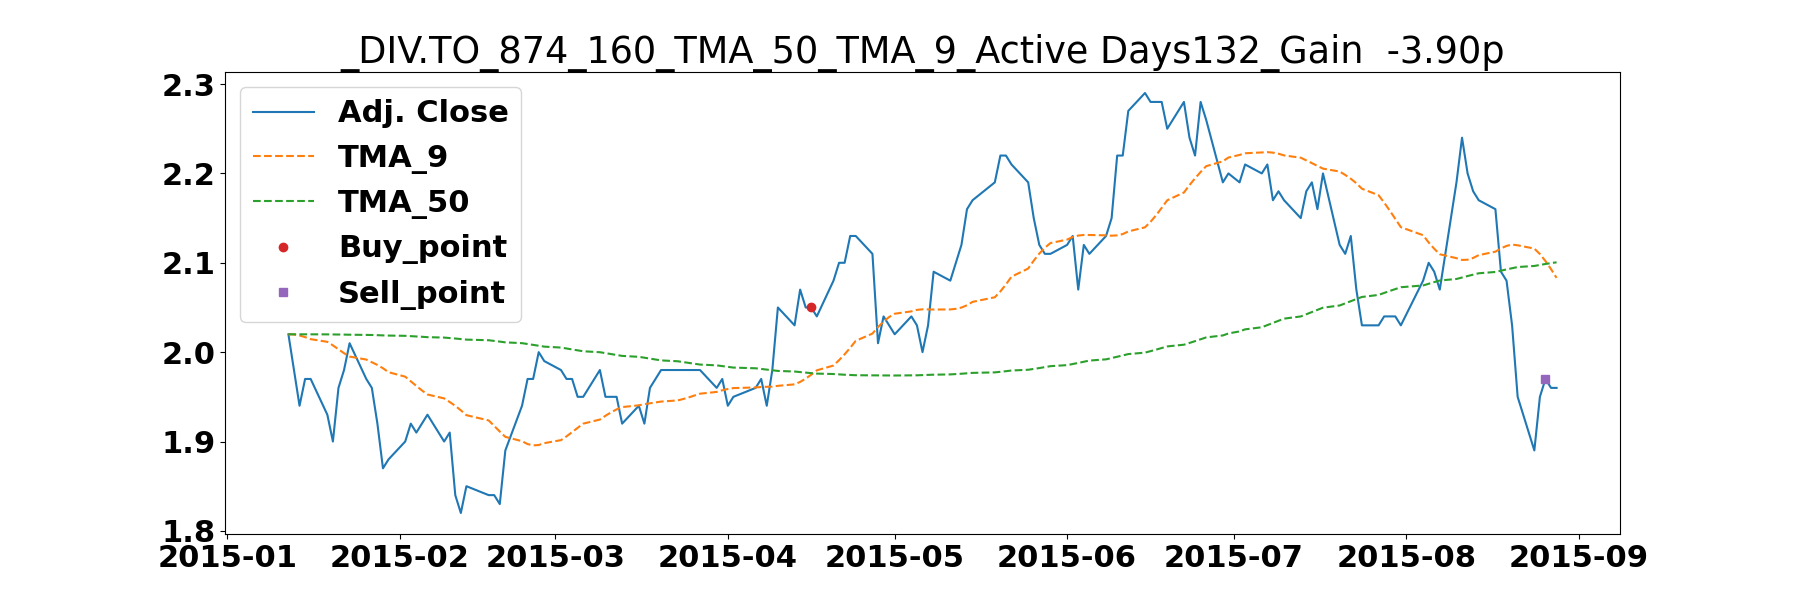 _DIV.TO_874_160_TMA_50_TMA_9_Active Days132_Gain  -3.90p
2.3
2.2
2.1
2.0
1.9
1.8
Adj. Close
TMA_9
TMA_50
Buy_point
Sell_point
2015-01 2015-02 2015-03 2015-04 2015-05 2015-06 2015-07 2015-08 2015-09